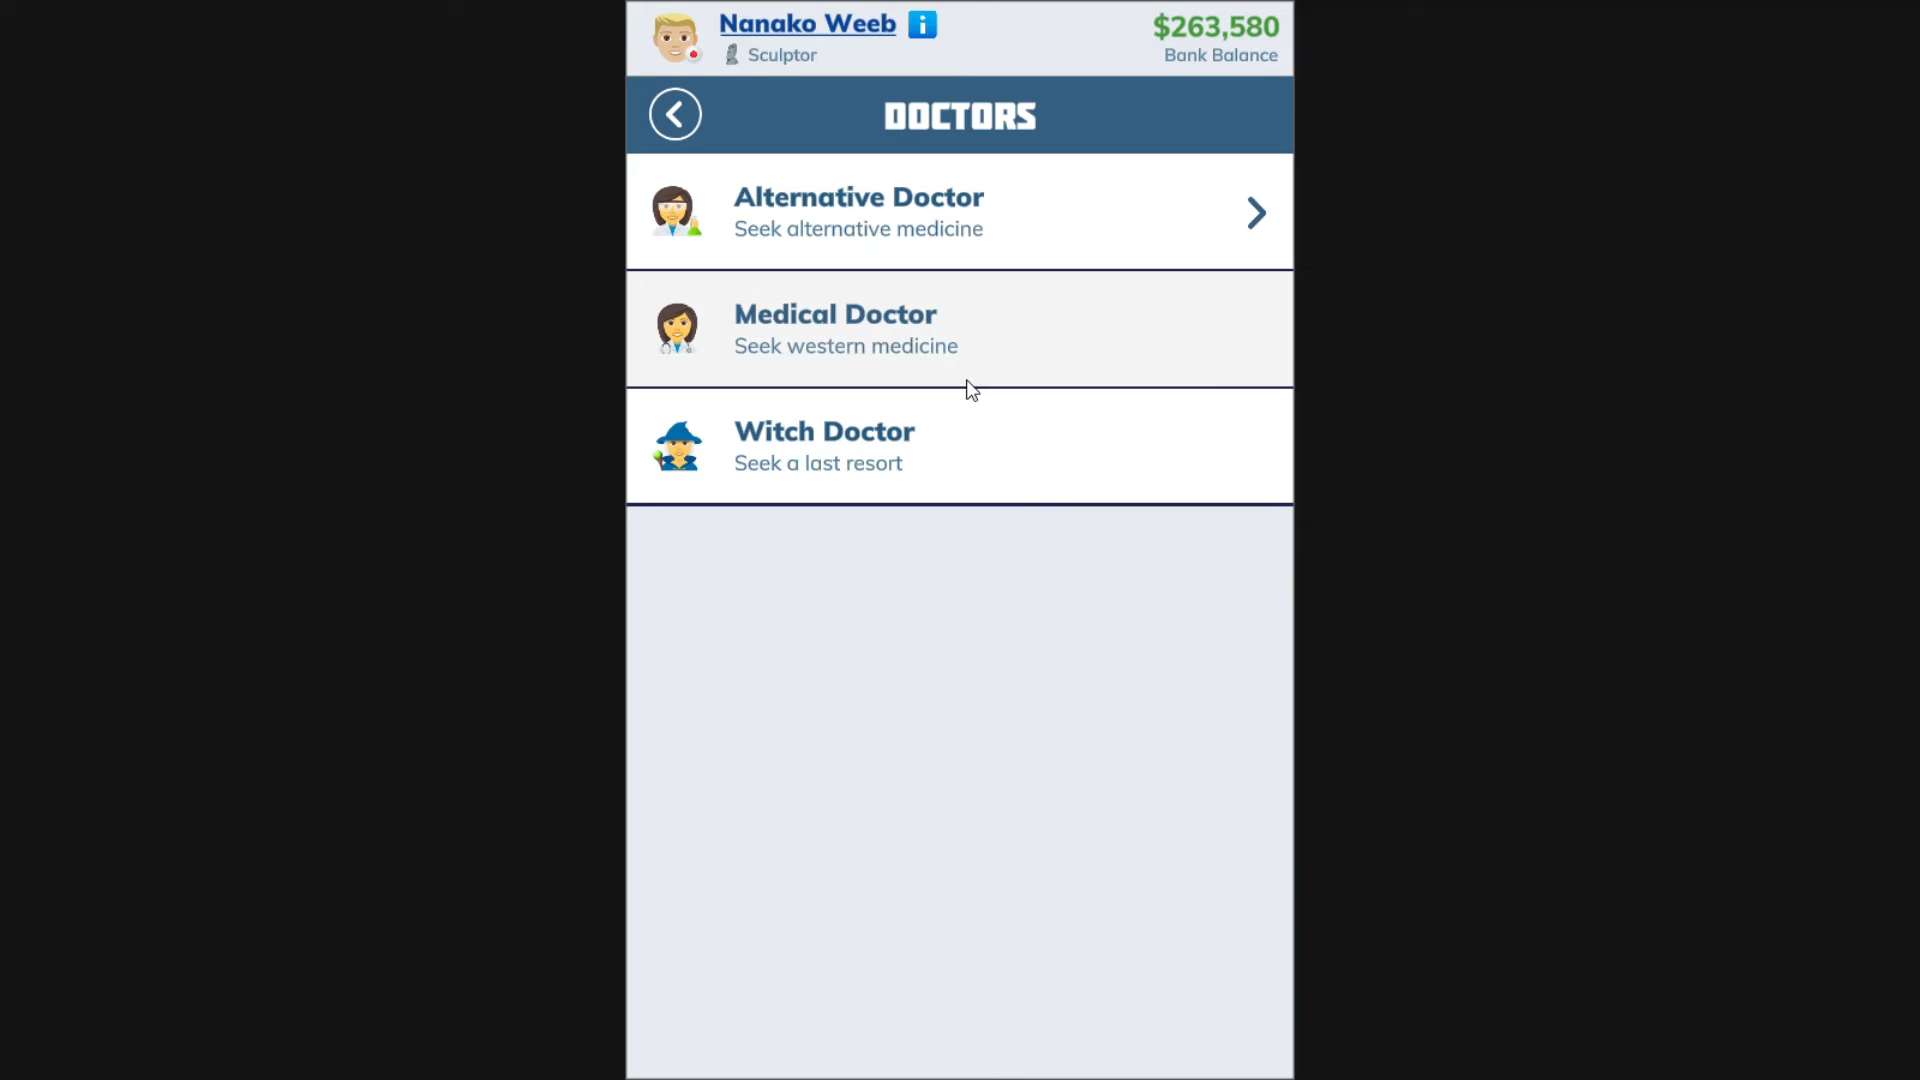 Nanako Weeb
Sculptor
$263,580
Bank Balance
DOCTORS
Alternative Doctor
Seek alternative medicine
Medical Doctor
Seek western medicine
Witch Doctor
Seek a last resort